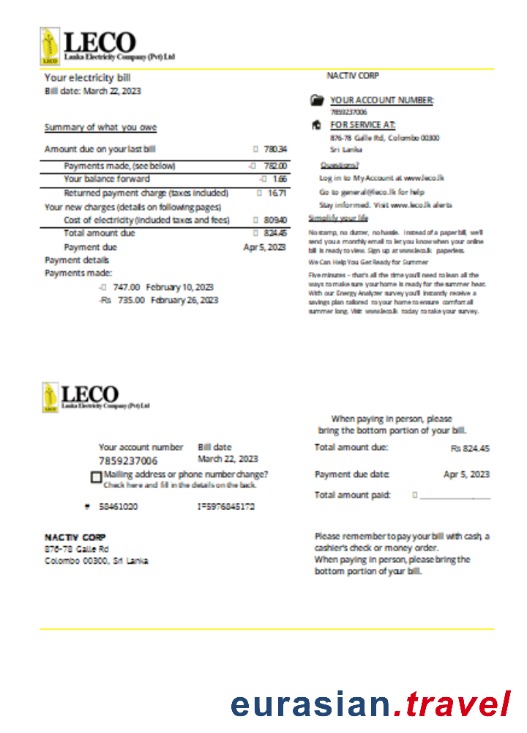 LECO
Lanka Electricity Company (Pvt) Ltd
Your electricity bill
Bill date: March 22, 2023
NACTIV CORP
YOUR ACCOUNT NUMBER:
7859237006
FOR SERVICE AT:
876-78 Galle Rd, Colombo 00300
Sri Lanka
Summary of what you owe
Amount due on your last bill 780.34
Payments made, (see below) - 782.00
Your balance forward - 1.66
Returned payment charge (taxes included) 16.71
Your new charges (details on following pages)
Cost of electricity (included taxes and fees) 809.40
Total amount due 824.45
Payment due Apr 5, 2023
Payment details
Payments made:
- 747.00 February 10, 2023
-Rs 735.00 February 26, 2023
Questions?
Log in to My Account at www.leco.lk
Go to general@leco.lk for help
Stay informed. Visit www.leco.lk alerts
Simplify your life
No stamp, no clutter, no hassle. Instead of a paper bill, we'll
send you a monthly email to let you know when your online
bill is ready to view. Sign up at www.leco.lk paperless.
We Can Help You Get Ready for Summer
Five minutes – that's all the time you'll need to lean all the
ways to make sure your home is ready for the summer heat.
With our Energy Analyzer survey you'll instantly receive a
savings plan tailored to your home to ensure comfort all
summer long. Visit www.leco.lk today to take your survey.
LECO
Lanka Electricity Company (Pvt) Ltd
Your account number Bill date
7859237006 March 22, 2023
Mailing address or phone number change?
Check here and fill in the details on the back.
58461020
NACTIV CORP
876-78 Galle Rd
Colombo 00300, Sri Lanka
When paying in person, please
bring the bottom portion of your bill.
Total amount due: Rs 824.45
Payment due date: Apr 5, 2023
Total amount paid:
Please remember to pay your bill with cash, a
cashier's check or money order.
When paying in person, please bring the
bottom portion of your bill.
eurasian.travel